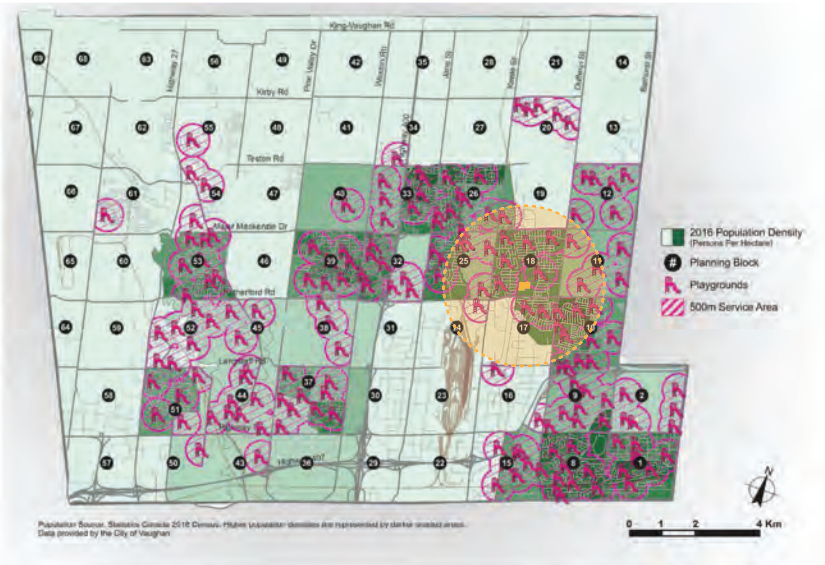 King-Vaughan Rd
69
68
63
56
49
42
35
28
21
14
Highway 27
Pine Valley Dr
Weston Rd
Jane St
Keele St
Dufferin St
Bathurst St
Kirby Rd
67
62
55
48
41
34
27
20
13
Teston Rd
66
61
54
47
40
33
26
19
12
Major Mackenzie Dr
65
60
53
46
39
32
25
18
11
Rutherford Rd
64
59
52
45
38
31
24
17
10
Langstaff Rd
58
51
44
37
30
23
16
9
2
57
50
43
36
29
22
15
8
1
2016 Population Density
(Persons Per Hectare)
# Planning Block
Playgrounds
500m Service Area
N
0 1 2 4 Km
Population Source, Statistics Canada 2016 Census. Higher population densities are represented by darker shaded areas.
Data provided by the City of Vaughan